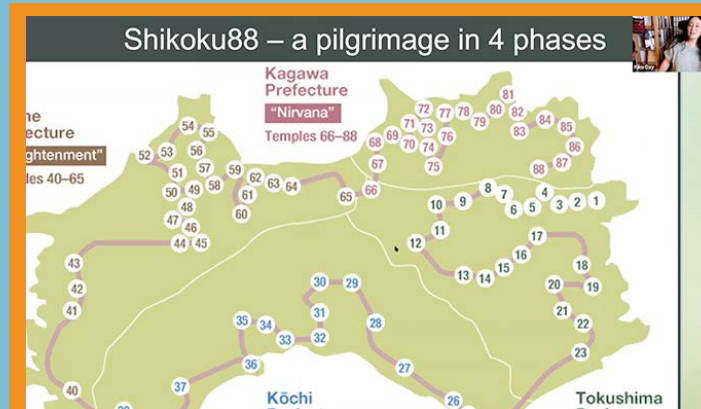 Shikoku88 – a pilgrimage in 4 phases
Kiku Day
Kagawa
Prefecture
"Nirvana"
Temples 66–88
ne
ecture
ghtenment"
les 40–65
81
72 77 78 80 82
71 73 79 83 84 85
68 69 70 74 76 86
67 75 88 87
66
54 55
52 53 56
51 57 59
50 49 58 62 63 64 65
48 61
47 46 60
44 45
43
42
41
40
10 9 8 7 6 5 4 3 2 1
11
12 13 14 15 16 17
18
20 19
21
22
23
30 29
35 34 33 31 32 28
36
37 27
26
Kōchi
Tokushima